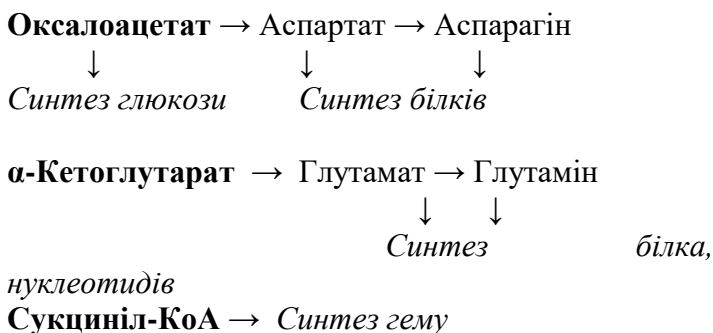 Оксалоацетат → Аспартат → Аспарагін
↓ ↓ ↓
Синтез глюкози Синтез білків
α-Кетоглутарат → Глутамат → Глутамін
↓ ↓
Синтез білка,
нуклеотидів
Сукциніл-КоА → Синтез гему